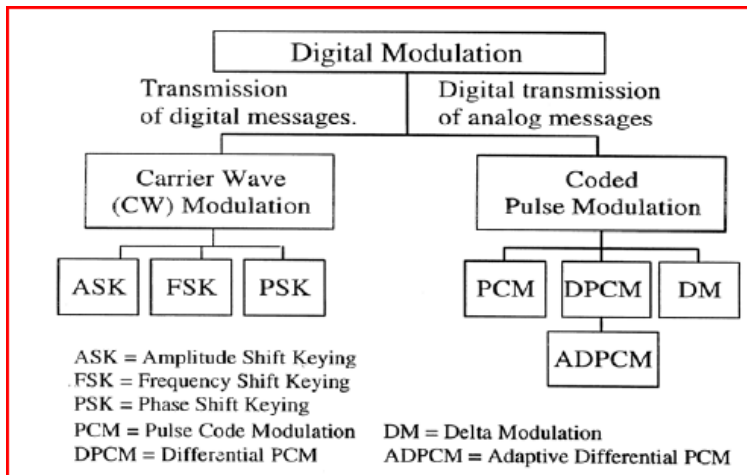 Digital Modulation
Transmission
of digital messages.
Digital transmission
of analog messages
Carrier Wave
(CW) Modulation
Coded
Pulse Modulation
ASK
FSK
PSK
PCM
DPCM
DM
ADPCM
ASK = Amplitude Shift Keying
FSK = Frequency Shift Keying
PSK = Phase Shift Keying
PCM = Pulse Code Modulation
DM = Delta Modulation
DPCM = Differential PCM
ADPCM = Adaptive Differential PCM